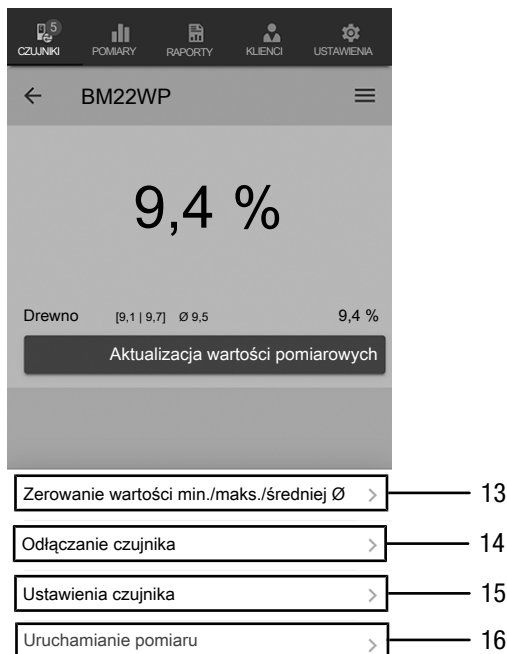 5
CZUJNIKI POMIARY RAPORTY KLIENCI USTAWIENIA
BM22WP
9,4 %
Drewno [9,1 | 9,7] Ø 9,5 9,4 %
Aktualizacja wartości pomiarowych
Zerowanie wartości min./maks./średniej Ø 13
Odłączanie czujnika 14
Ustawienia czujnika 15
Uruchamianie pomiaru 16